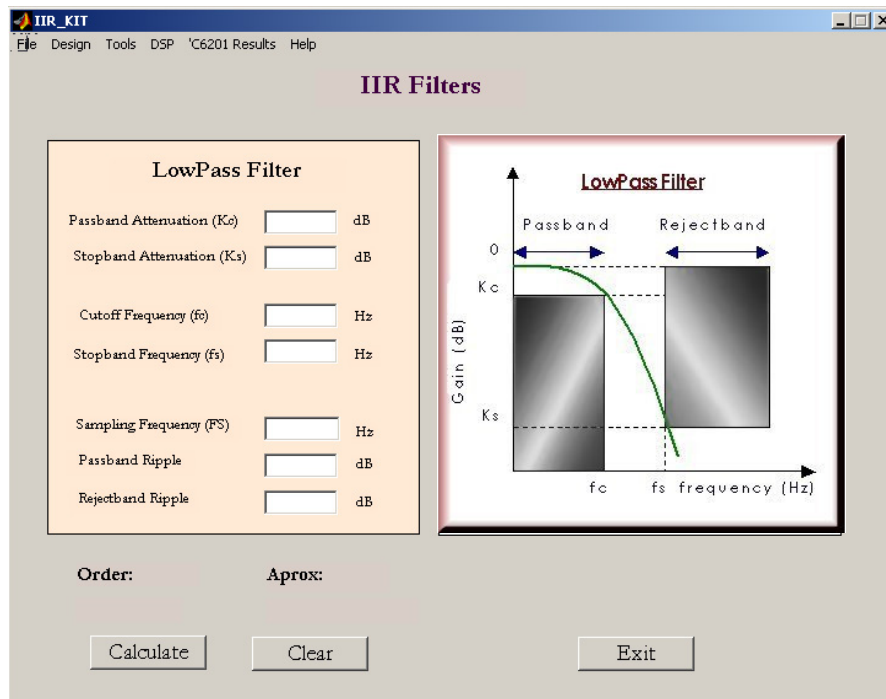 IIR_KIT
File Design Tools DSP 'C6201 Results Help
IIR Filters
LowPass Filter
Passband Attenuation (Kc) dB
Stopband Attenuation (Ks) dB
Cutoff Frequency (fc) Hz
Stopband Frequency (fs) Hz
Sampling Frequency (FS) Hz
Passband Ripple dB
Rejectband Ripple dB
LowPass Filter
Passband Rejectband
0
Kc
Gain (dB)
Ks
fc fs frequency (Hz)
Order: Aprox:
Calculate Clear Exit